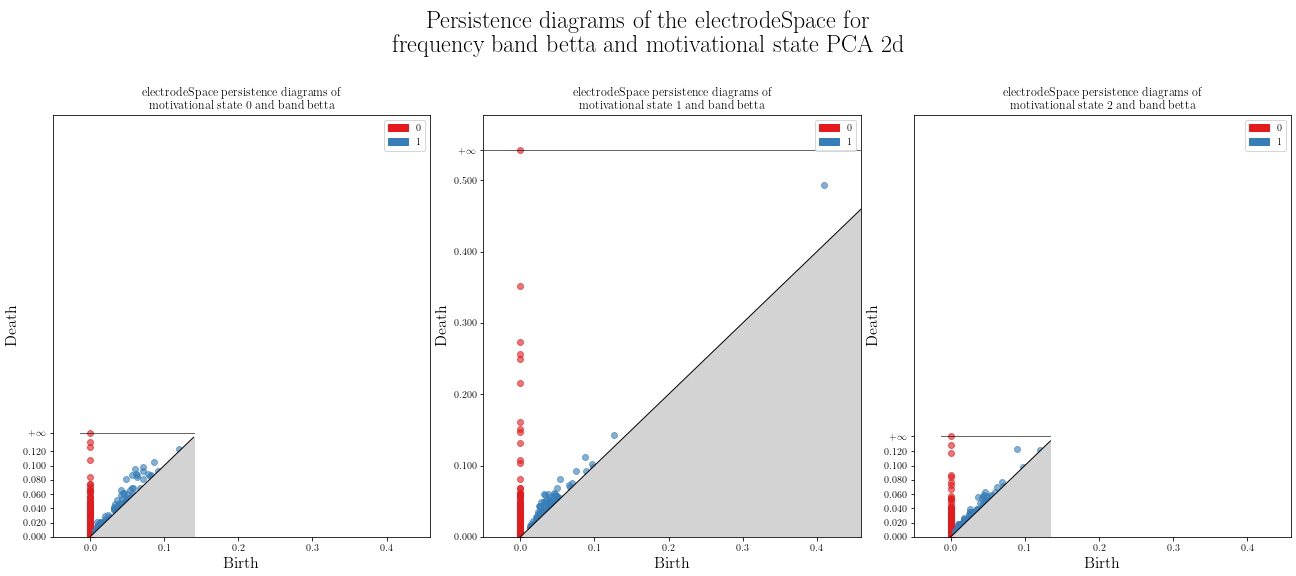 Persistence diagrams of the electrodeSpace for
frequency band betta and motivational state PCA 2d
electrodeSpace persistence diagrams of
motivational state 0 and band betta
0
1
Death
+∞
0.120
0.100
0.080
0.060
0.040
0.020
0.000
0.0 0.1 0.2 0.3 0.4
Birth
electrodeSpace persistence diagrams of
motivational state 1 and band betta
0
1
Death
+∞
0.500
0.400
0.300
0.200
0.100
0.000
0.0 0.1 0.2 0.3 0.4
Birth
electrodeSpace persistence diagrams of
motivational state 2 and band betta
0
1
Death
+∞
0.120
0.100
0.080
0.060
0.040
0.020
0.000
0.0 0.1 0.2 0.3 0.4
Birth